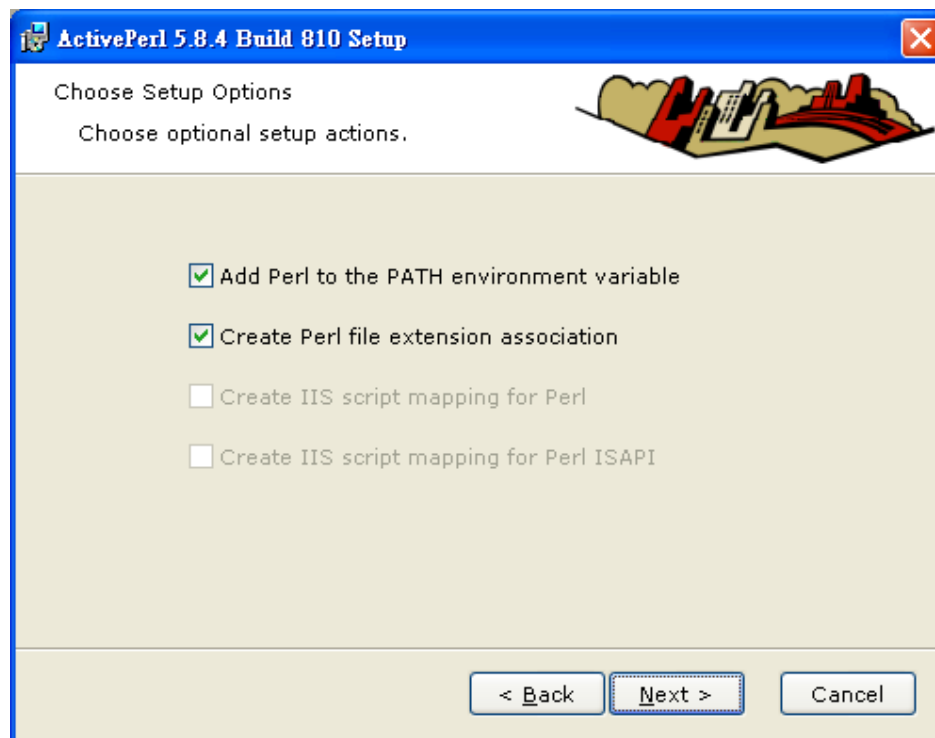 ActivePerl 5.8.4 Build 810 Setup
Choose Setup Options
Choose optional setup actions.
Add Perl to the PATH environment variable
Create Perl file extension association
Create IIS script mapping for Perl
Create IIS script mapping for Perl ISAPI
< Back Next > Cancel